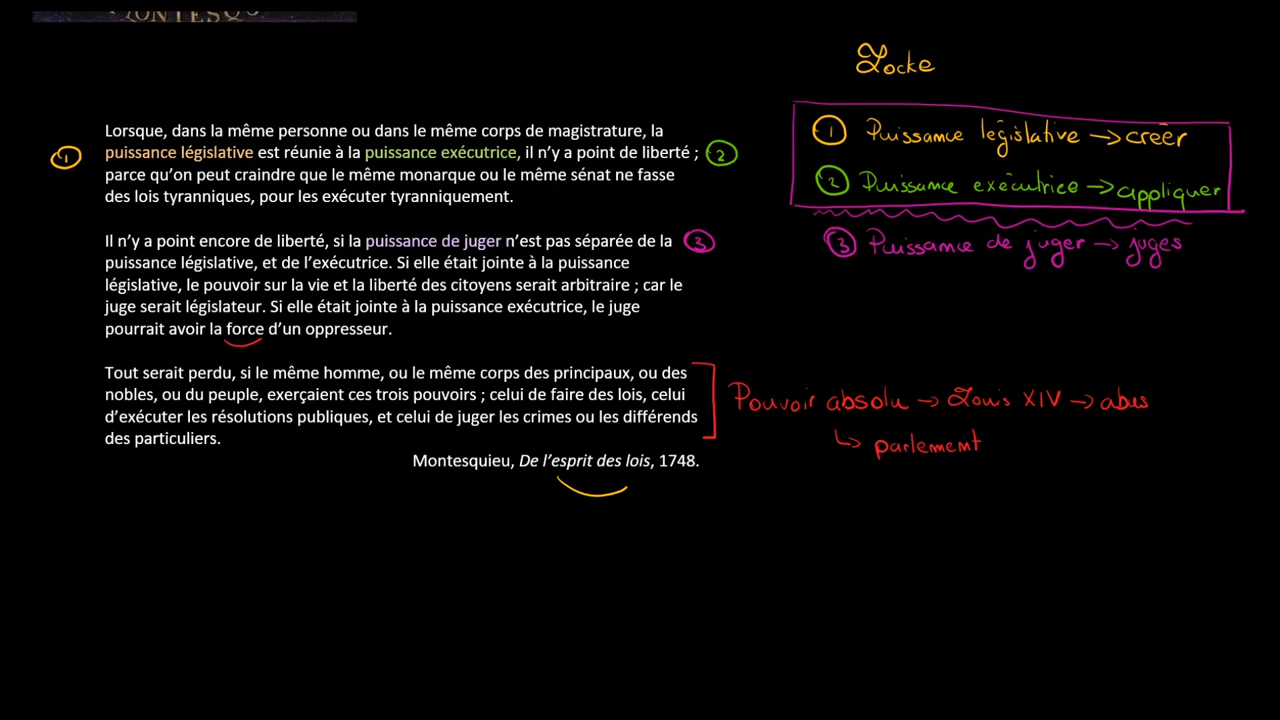 MONTESQU
Locke
Lorsque, dans la même personne ou dans le même corps de magistrature, la
puissance législative est réunie à la puissance exécutrice, il n’y a point de liberté ;
parce qu’on peut craindre que le même monarque ou le même sénat ne fasse
des lois tyranniques, pour les exécuter tyranniquement.
1
2
Il n’y a point encore de liberté, si la puissance de juger n’est pas séparée de la
puissance législative, et de l’exécutrice. Si elle était jointe à la puissance
législative, le pouvoir sur la vie et la liberté des citoyens serait arbitraire ; car le
juge serait législateur. Si elle était jointe à la puissance exécutrice, le juge
pourrait avoir la force d’un oppresseur.
3
Tout serait perdu, si le même homme, ou le même corps des principaux, ou des
nobles, ou du peuple, exerçaient ces trois pouvoirs ; celui de faire des lois, celui
d’exécuter les résolutions publiques, et celui de juger les crimes ou les différends
des particuliers.
Montesquieu, De l’esprit des lois, 1748.
1 Puissance législative → créer
2 Puissance exécutrice → appliquer
3 Puissance de juger → juges
Pouvoir absolu → Louis XIV → abus
↳ parlement